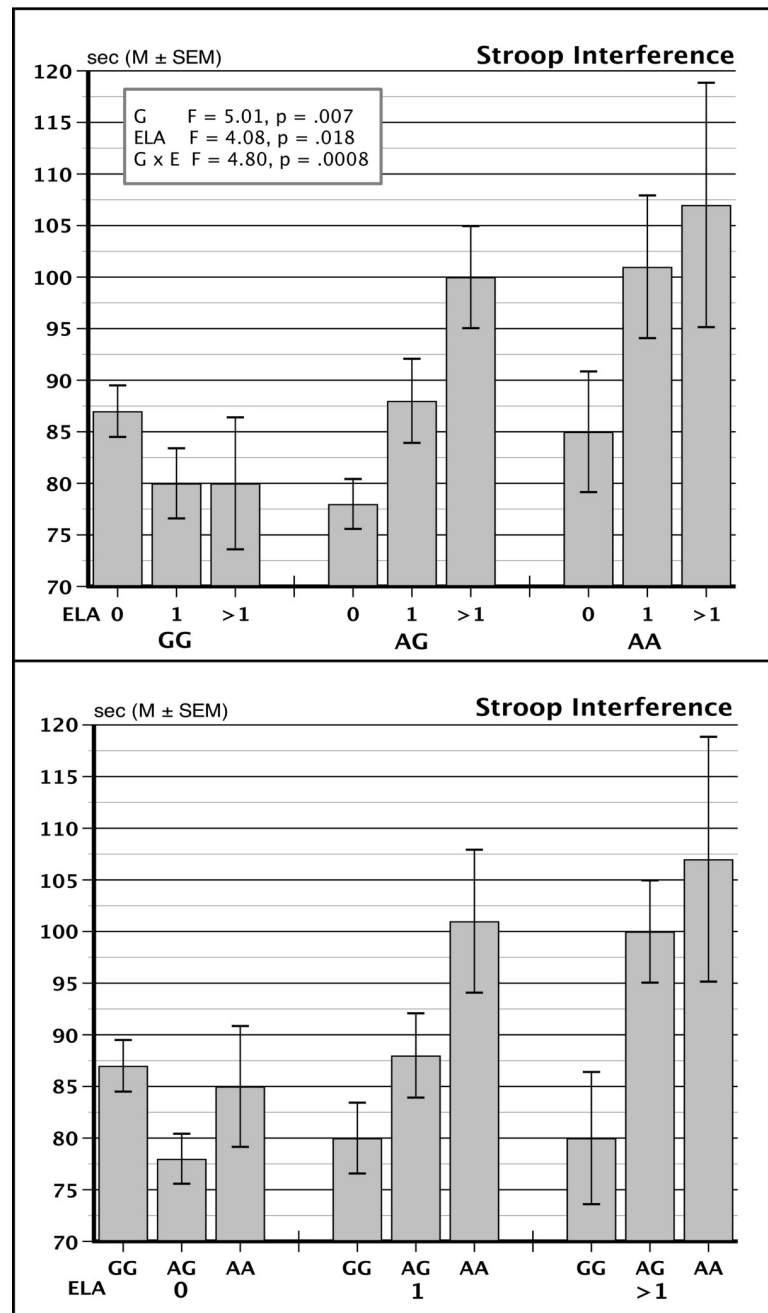 sec (M ± SEM) Stroop Interference
120
G F = 5.01, p = .007
ELA F = 4.08, p = .018
G x E F = 4.80, p = .0008
115
110
105
100
95
90
85
80
75
70
ELA 0 1 >1 0 1 >1 0 1 >1
GG AG AA
sec (M ± SEM) Stroop Interference
120
115
110
105
100
95
90
85
80
75
70
GG AG AA GG AG AA GG AG AA
ELA 0 1 >1